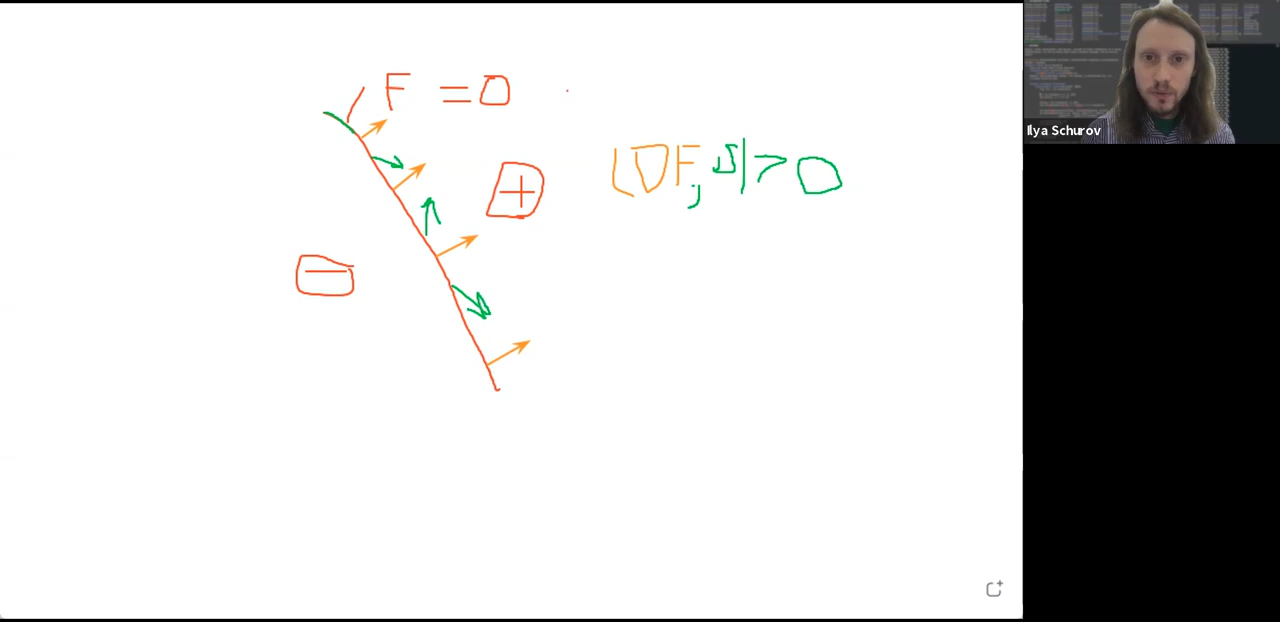 F = 0
(∇F, v) > 0
+
−
Ilya Schurov